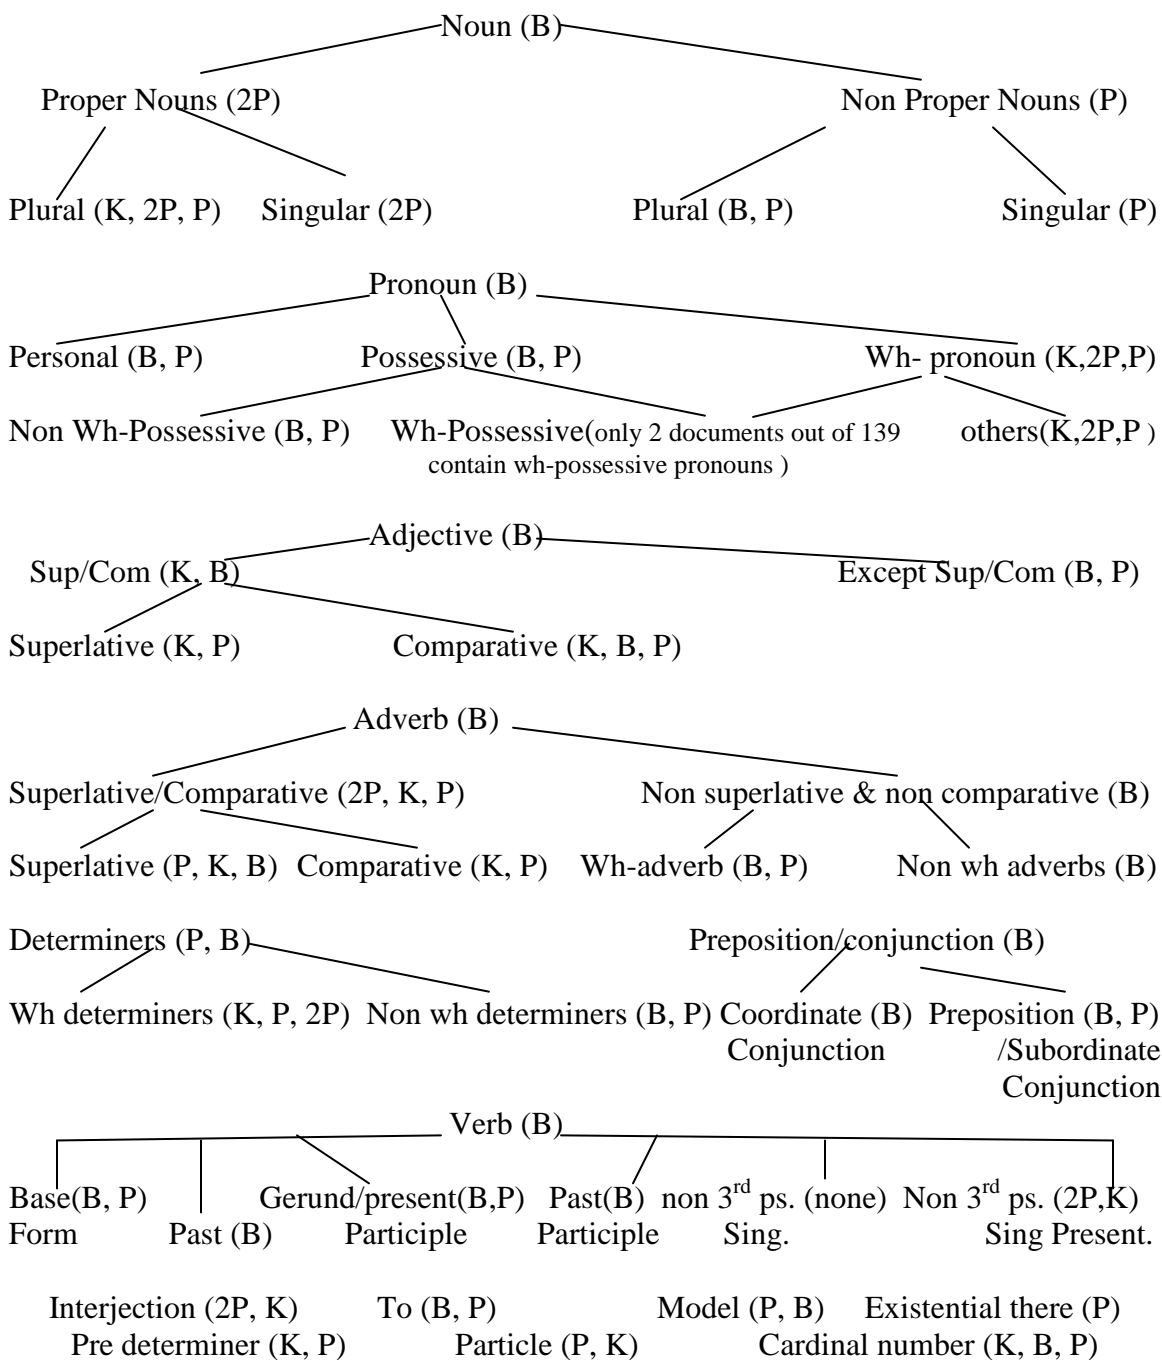 Noun (B)
Proper Nouns (2P) Non Proper Nouns (P)
Plural (K, 2P, P) Singular (2P) Plural (B, P) Singular (P)
Pronoun (B)
Personal (B, P) Possessive (B, P) Wh- pronoun (K,2P,P)
Non Wh-Possessive (B, P) Wh-Possessive(only 2 documents out of 139 others(K,2P,P )
contain wh-possessive pronouns )
Adjective (B)
Sup/Com (K, B) Except Sup/Com (B, P)
Superlative (K, P) Comparative (K, B, P)
Adverb (B)
Superlative/Comparative (2P, K, P) Non superlative & non comparative (B)
Superlative (P, K, B) Comparative (K, P) Wh-adverb (B, P) Non wh adverbs (B)
Determiners (P, B) Preposition/conjunction (B)
Wh determiners (K, P, 2P) Non wh determiners (B, P) Coordinate (B) Preposition (B, P)
Conjunction /Subordinate
Conjunction
Verb (B)
Base(B, P) Gerund/present(B,P) Past(B) non 3rd ps. (none) Non 3rd ps. (2P,K)
Form Past (B) Participle Participle Sing. Sing Present.
Interjection (2P, K) To (B, P) Model (P, B) Existential there (P)
Pre determiner (K, P) Particle (P, K) Cardinal number (K, B, P)